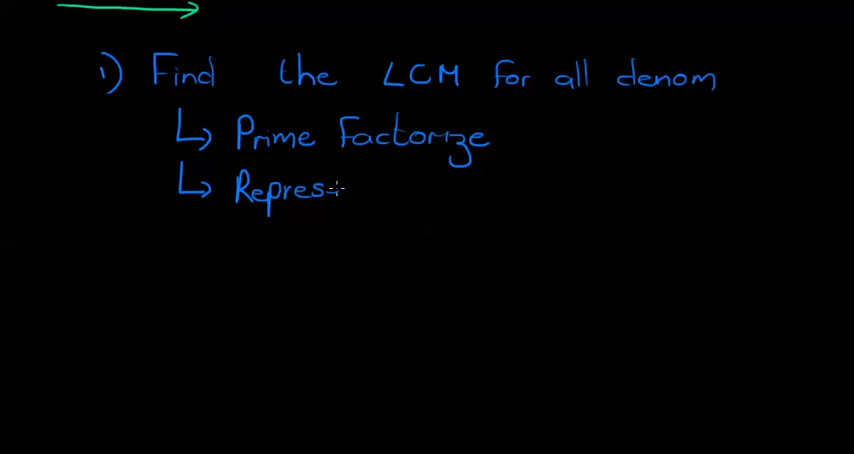 1) Find the LCM for all denom
↳ Prime Factorize
↳ Repres